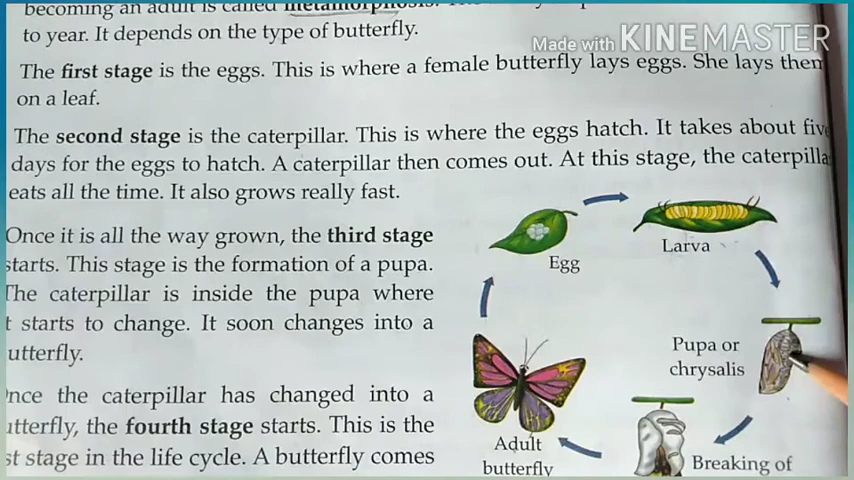 becoming an adult is called metamorphosis.
to year. It depends on the type of butterfly.
Made with KINEMASTER
The first stage is the eggs. This is where a female butterfly lays eggs. She lays them
on a leaf.
The second stage is the caterpillar. This is where the eggs hatch. It takes about five
days for the eggs to hatch. A caterpillar then comes out. At this stage, the caterpilla
eats all the time. It also grows really fast.
Once it is all the way grown, the third stage
starts. This stage is the formation of a pupa.
The caterpillar is inside the pupa where
t starts to change. It soon changes into a
utterfly.
nce the caterpillar has changed into a
utterfly, the fourth stage starts. This is the
st stage in the life cycle. A butterfly comes
Egg
Larva
Pupa or
chrysalis
Adult
butterfly
Breaking of